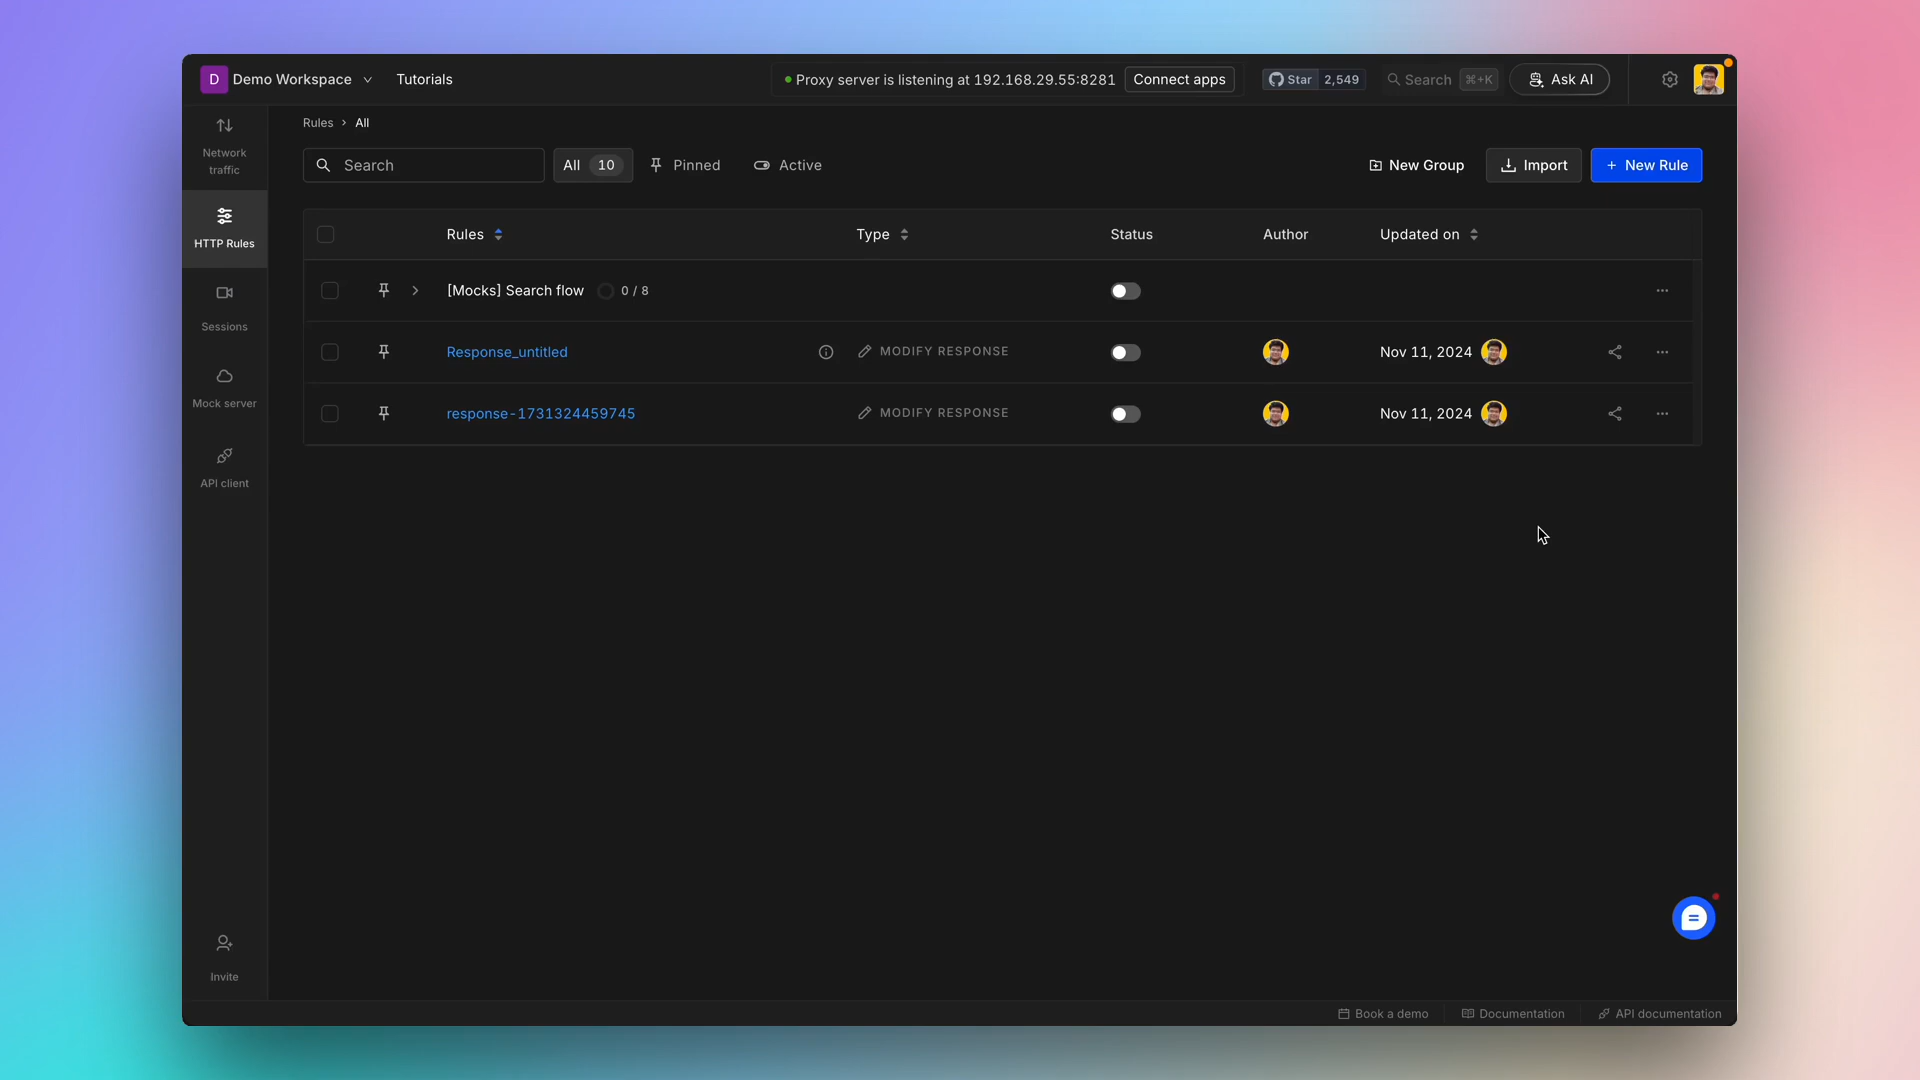 D Demo Workspace Tutorials Proxy server is listening at 192.168.29.55:8281 Connect apps Star 2,549 Search ⌘+K Ask AI
Network
traffic
HTTP Rules
Sessions
Mock server
API client
Invite
Rules > All
Search All 10 Pinned Active New Group Import + New Rule
Rules Type Status Author Updated on
[Mocks] Search flow 0 / 8
Response_untitled MODIFY RESPONSE Nov 11, 2024
response-1731324459745 MODIFY RESPONSE Nov 11, 2024
Book a demo Documentation API documentation